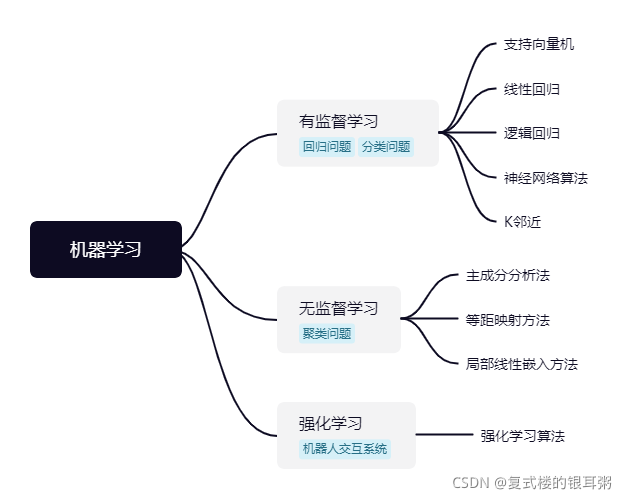 机器学习
有监督学习
回归问题 分类问题
支持向量机
线性回归
逻辑回归
神经网络算法
K邻近
无监督学习
聚类问题
主成分分析法
等距映射方法
局部线性嵌入方法
强化学习
机器人交互系统
强化学习算法
CSDN @复式楼的银耳粥